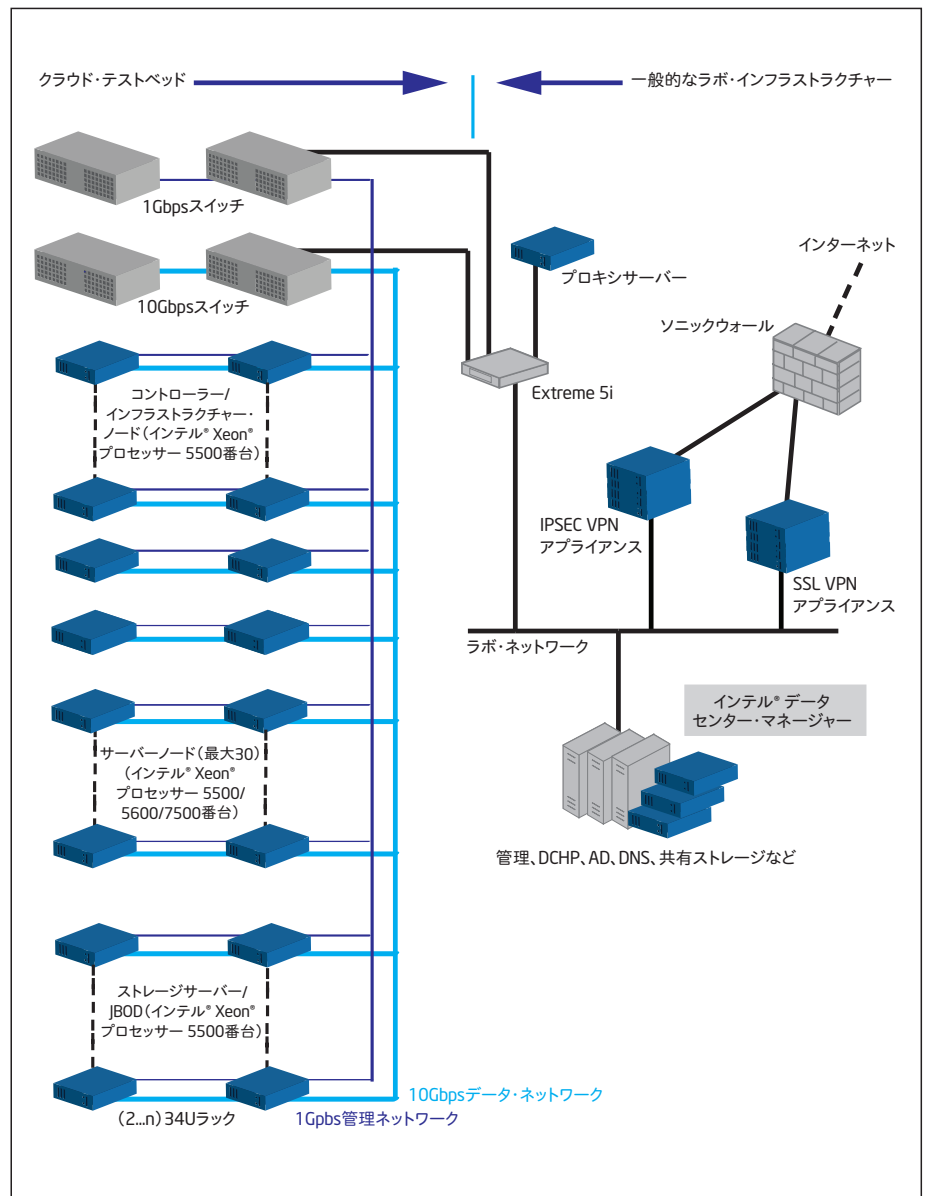 クラウド・テストベッド
一般的なラボ・インフラストラクチャー
1Gbpsスイッチ
10Gbpsスイッチ
プロキシサーバー
インターネット
ソニックウォール
Extreme 5i
コントローラー/
インフラストラクチャー・
ノード(インテル® Xeon®
プロセッサー 5500番台)
IPSEC VPN
アプライアンス
SSL VPN
アプライアンス
ラボ・ネットワーク
サーバーノード(最大30)
(インテル® Xeon®
プロセッサー 5500/
5600/7500番台)
インテル® データ
センター・マネージャー
管理、DCHP、AD、DNS、共有ストレージなど
ストレージサーバー/
JBOD(インテル® Xeon®
プロセッサー 5500番台)
10Gbpsデータ・ネットワーク
(2...n)34Uラック
1Gpbs管理ネットワーク